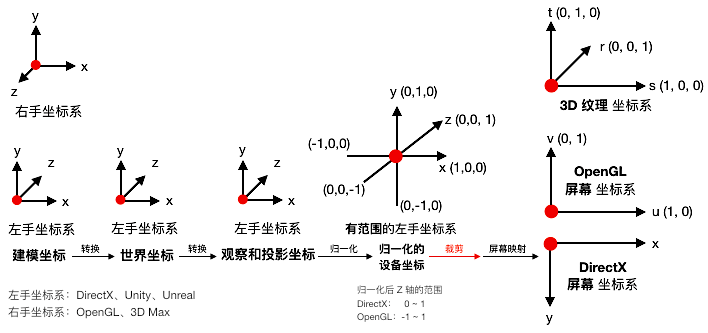 y
x
z
右手坐标系
y
z
x
左手坐标系
建模坐标
转换
y
z
x
左手坐标系
世界坐标
转换
y
z
x
左手坐标系
观察和投影坐标
归一化
y (0,1,0)
z (0,0, 1)
(-1,0,0)
x (1,0,0)
(0,0,-1)
(0,-1,0)
有范围的左手坐标系
归一化的
设备坐标
裁剪
屏幕映射
t (0, 1, 0)
r (0, 0, 1)
s (1, 0, 0)
3D 纹理 坐标系
v (0, 1)
OpenGL
屏幕 坐标系
u (1, 0)
x
DirectX
屏幕 坐标系
y
左手坐标系：DirectX、Unity、Unreal
右手坐标系：OpenGL、3D Max
归一化后 Z 轴的范围
DirectX： 0 ~ 1
OpenGL：-1 ~ 1